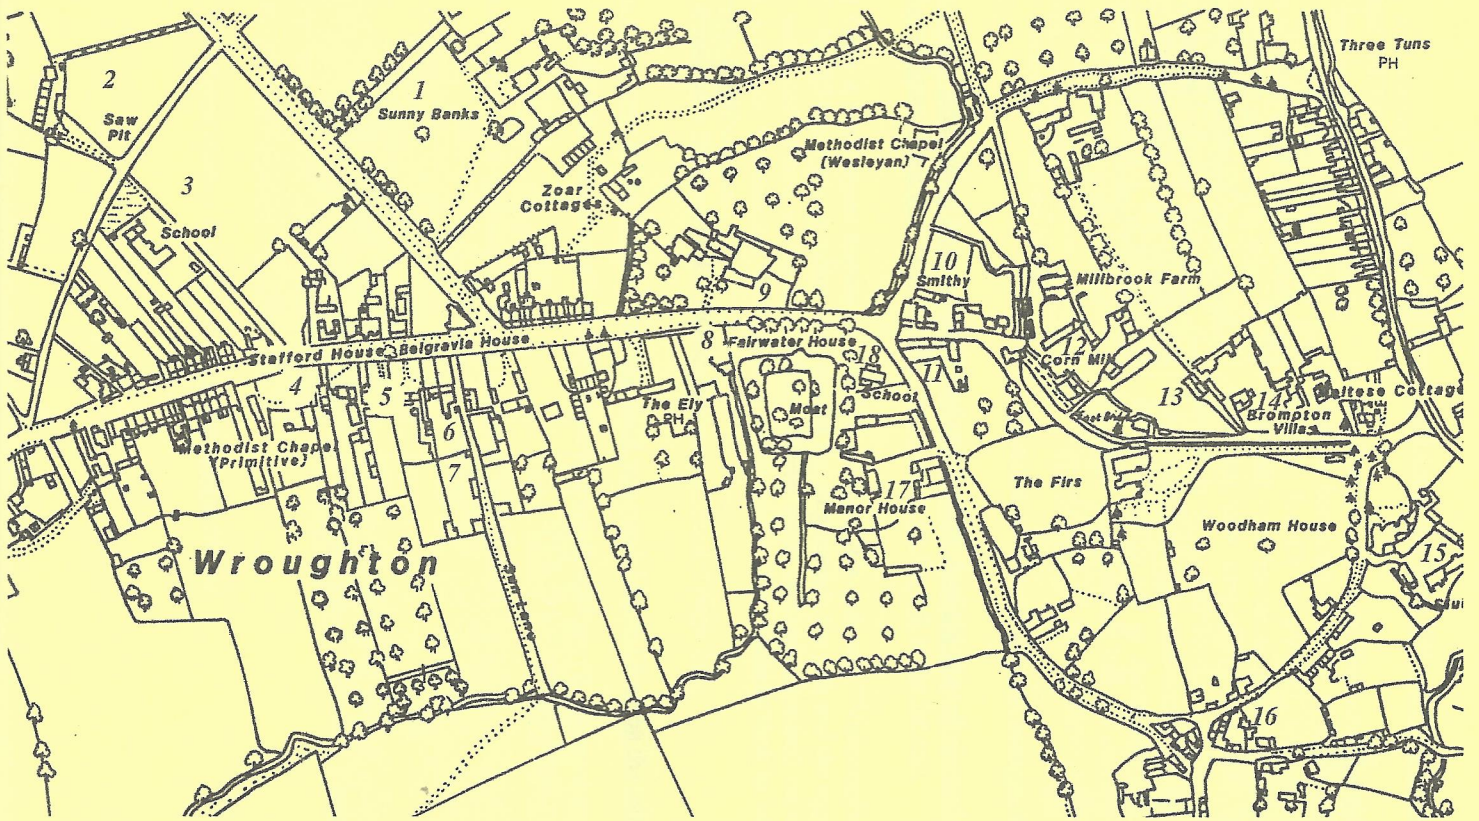 Three Tuns
PH
2
1
Saw
Pit
Sunny Banks
Methodist Chapel
(Wesleyan)
3
Zoar
Cottages
School
10
Smithy
Millbrook Farm
9
Stafford House
Belgravia House
8
Fairwater House
18
12
Corn Mill
11
School
4
5
13
14
Maltese Cottage
Moat
The Ely
PH
Brompton
Villas
6
Methodist Chapel
(Primitive)
7
The Firs
17
Manor House
Woodham House
Wroughton
15
Lane
16